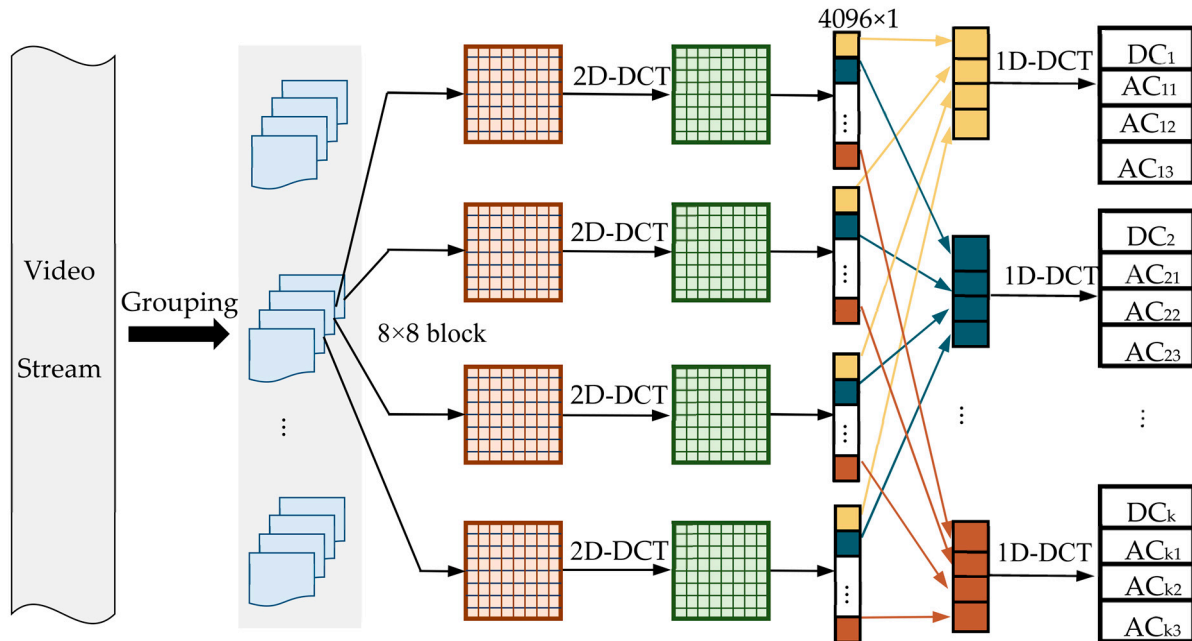 Video
Stream
Grouping
8×8 block
2D-DCT
2D-DCT
2D-DCT
2D-DCT
4096×1
...
...
...
...
...
...
1D-DCT
1D-DCT
1D-DCT
DC₁
AC₁₁
AC₁₂
AC₁₃
DC₂
AC₂₁
AC₂₂
AC₂₃
...
DCₖ
ACₖ₁
ACₖ₂
ACₖ₃